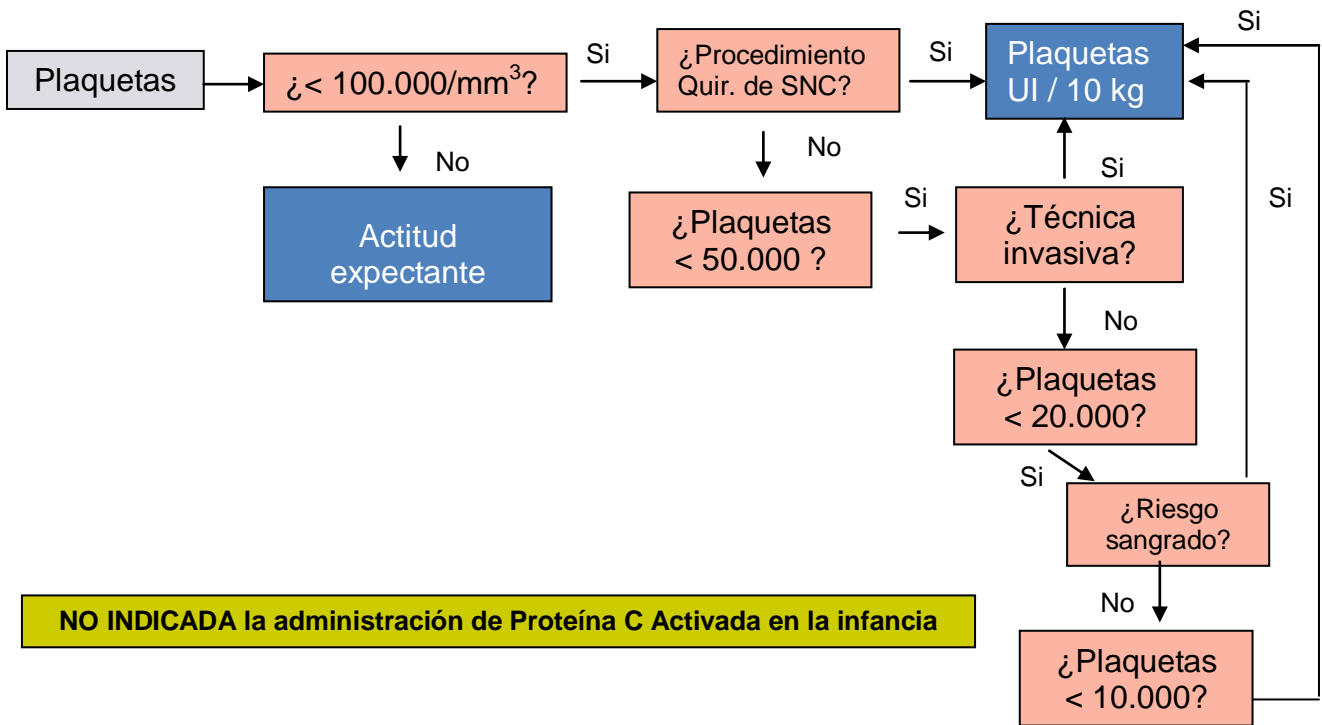 Plaquetas
¿< 100.000/mm³?
Si
¿Procedimiento
Quir. de SNC?
Si
Plaquetas
UI / 10 kg
Si
No
Actitud
expectante
No
¿Plaquetas
< 50.000 ?
Si
¿Técnica
invasiva?
Si
Si
No
¿Plaquetas
< 20.000?
Si
¿Riesgo
sangrado?
No
¿Plaquetas
< 10.000?
NO INDICADA la administración de Proteína C Activada en la infancia